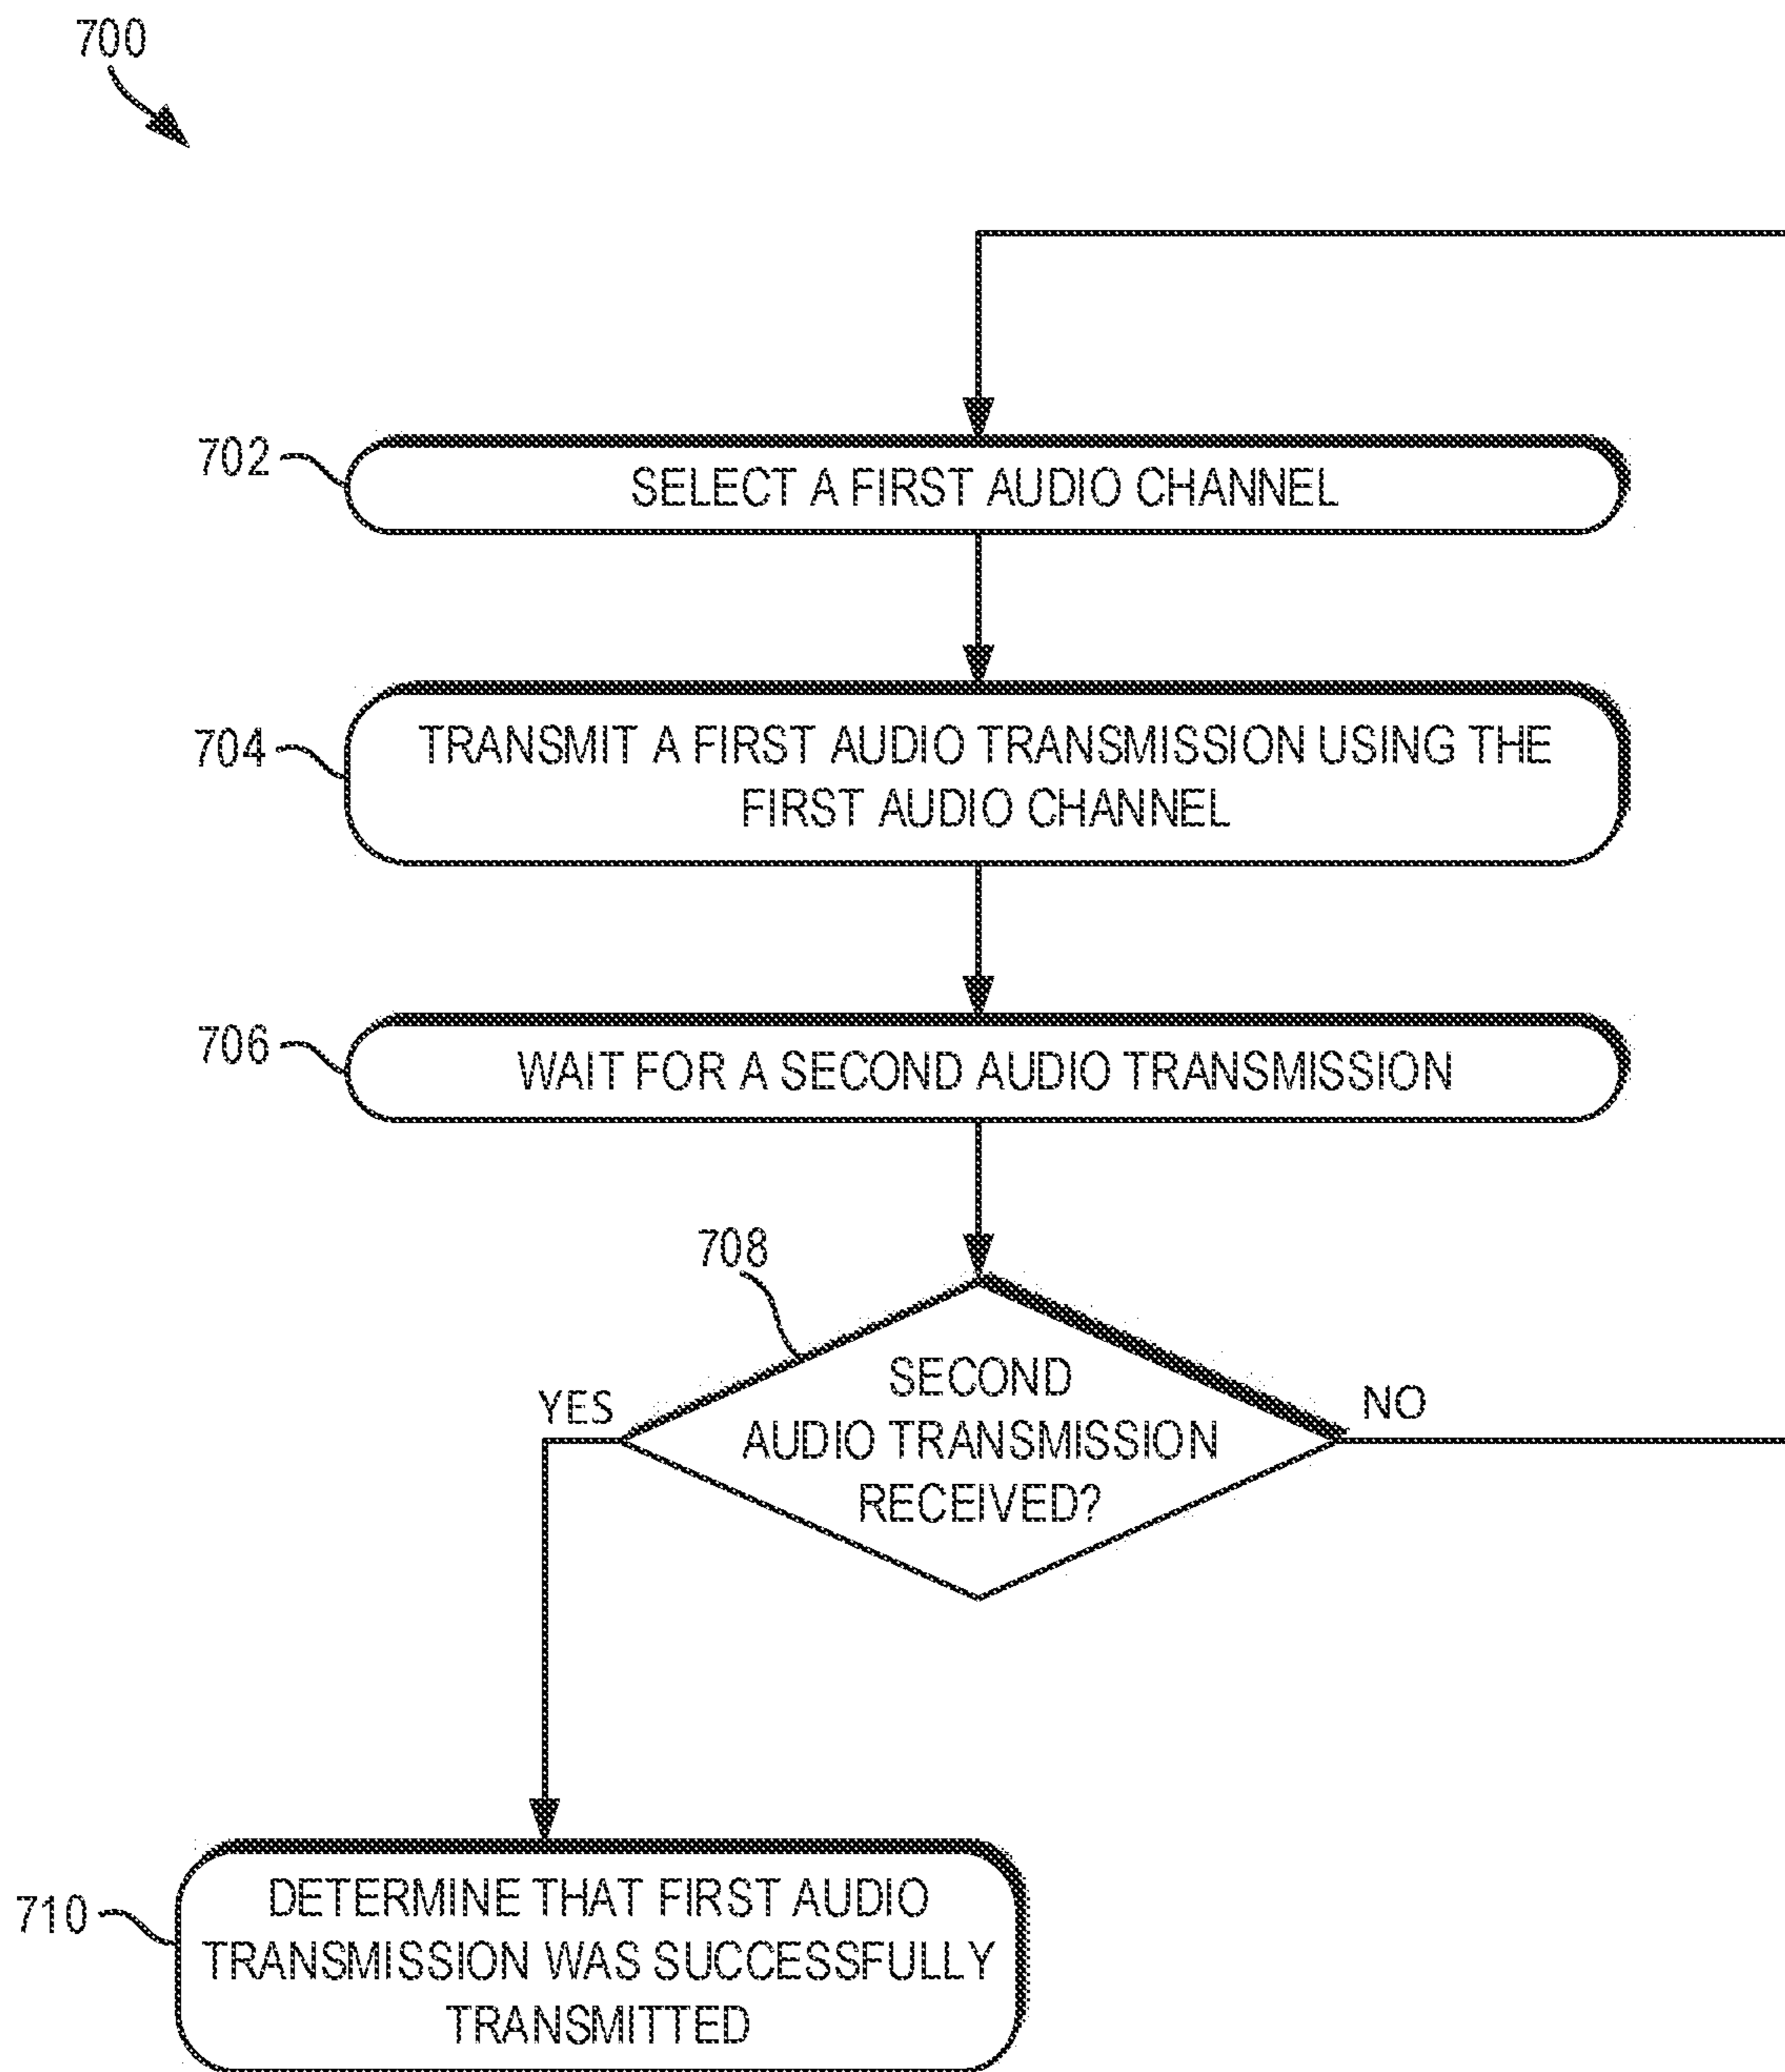 700
702
SELECT A FIRST AUDIO CHANNEL
704
TRANSMIT A FIRST AUDIO TRANSMISSION USING THE
FIRST AUDIO CHANNEL
706
WAIT FOR A SECOND AUDIO TRANSMISSION
708
SECOND
AUDIO TRANSMISSION
RECEIVED?
YES
NO
710
DETERMINE THAT FIRST AUDIO
TRANSMISSION WAS SUCCESSFULLY
TRANSMITTED